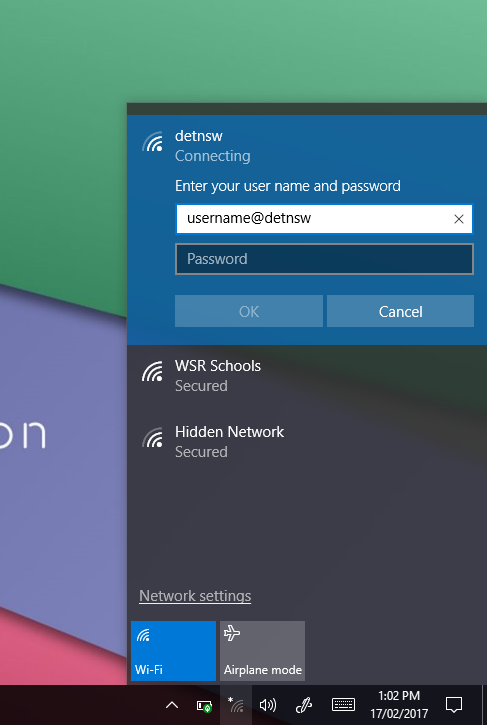 detnsw
Connecting
Enter your user name and password
username@detnsw
Password
OK
Cancel
WSR Schools
Secured
on
Hidden Network
Secured
Network settings
Wi-Fi
Airplane mode
1:02 PM
17/02/2017